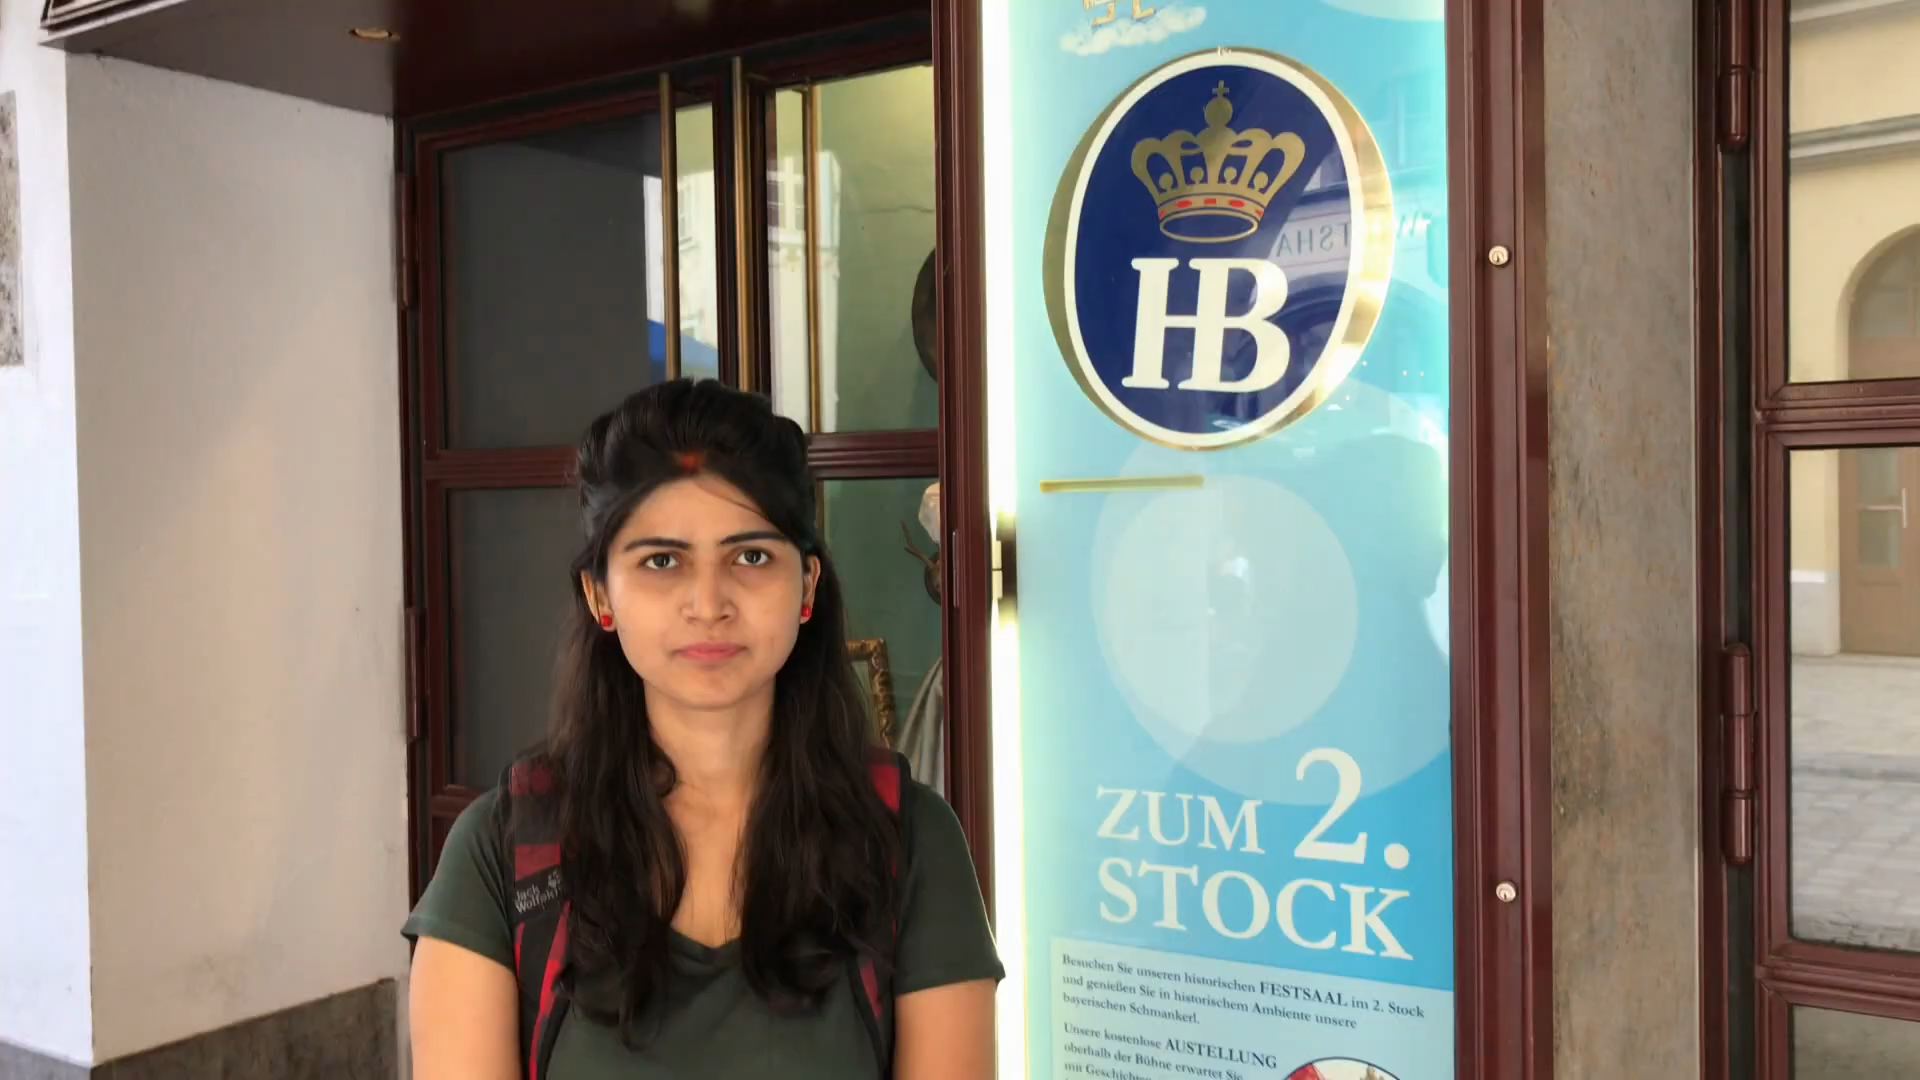 HB
ZUM 2.
STOCK
Besuchen Sie unseren historischen FESTSAAL im 2. Stock
und genießen Sie in historischem Ambiente unsere
bayerischen Schmankerl.
Unsere kostenlose AUSTELLUNG
oberhalb der Bühne erwartet Sie
Jack
Wolfski